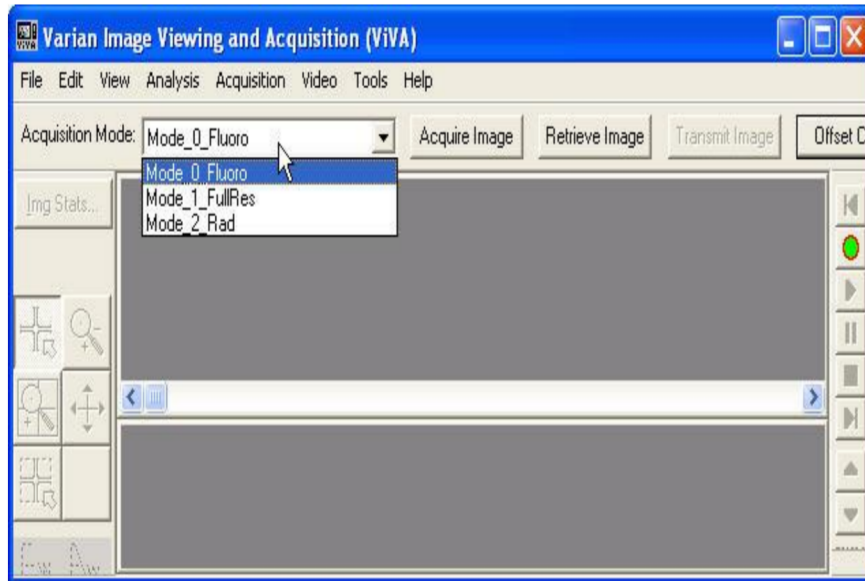 Varian Image Viewing and Acquisition (ViVA)
File Edit View Analysis Acquisition Video Tools Help
Acquisition Mode: Mode_0_Fluoro Acquire Image Retrieve Image Transmit Image Offset C
Mode_0_Fluoro
Mode_1_FullRes
Mode_2_Rad
Img Stats...